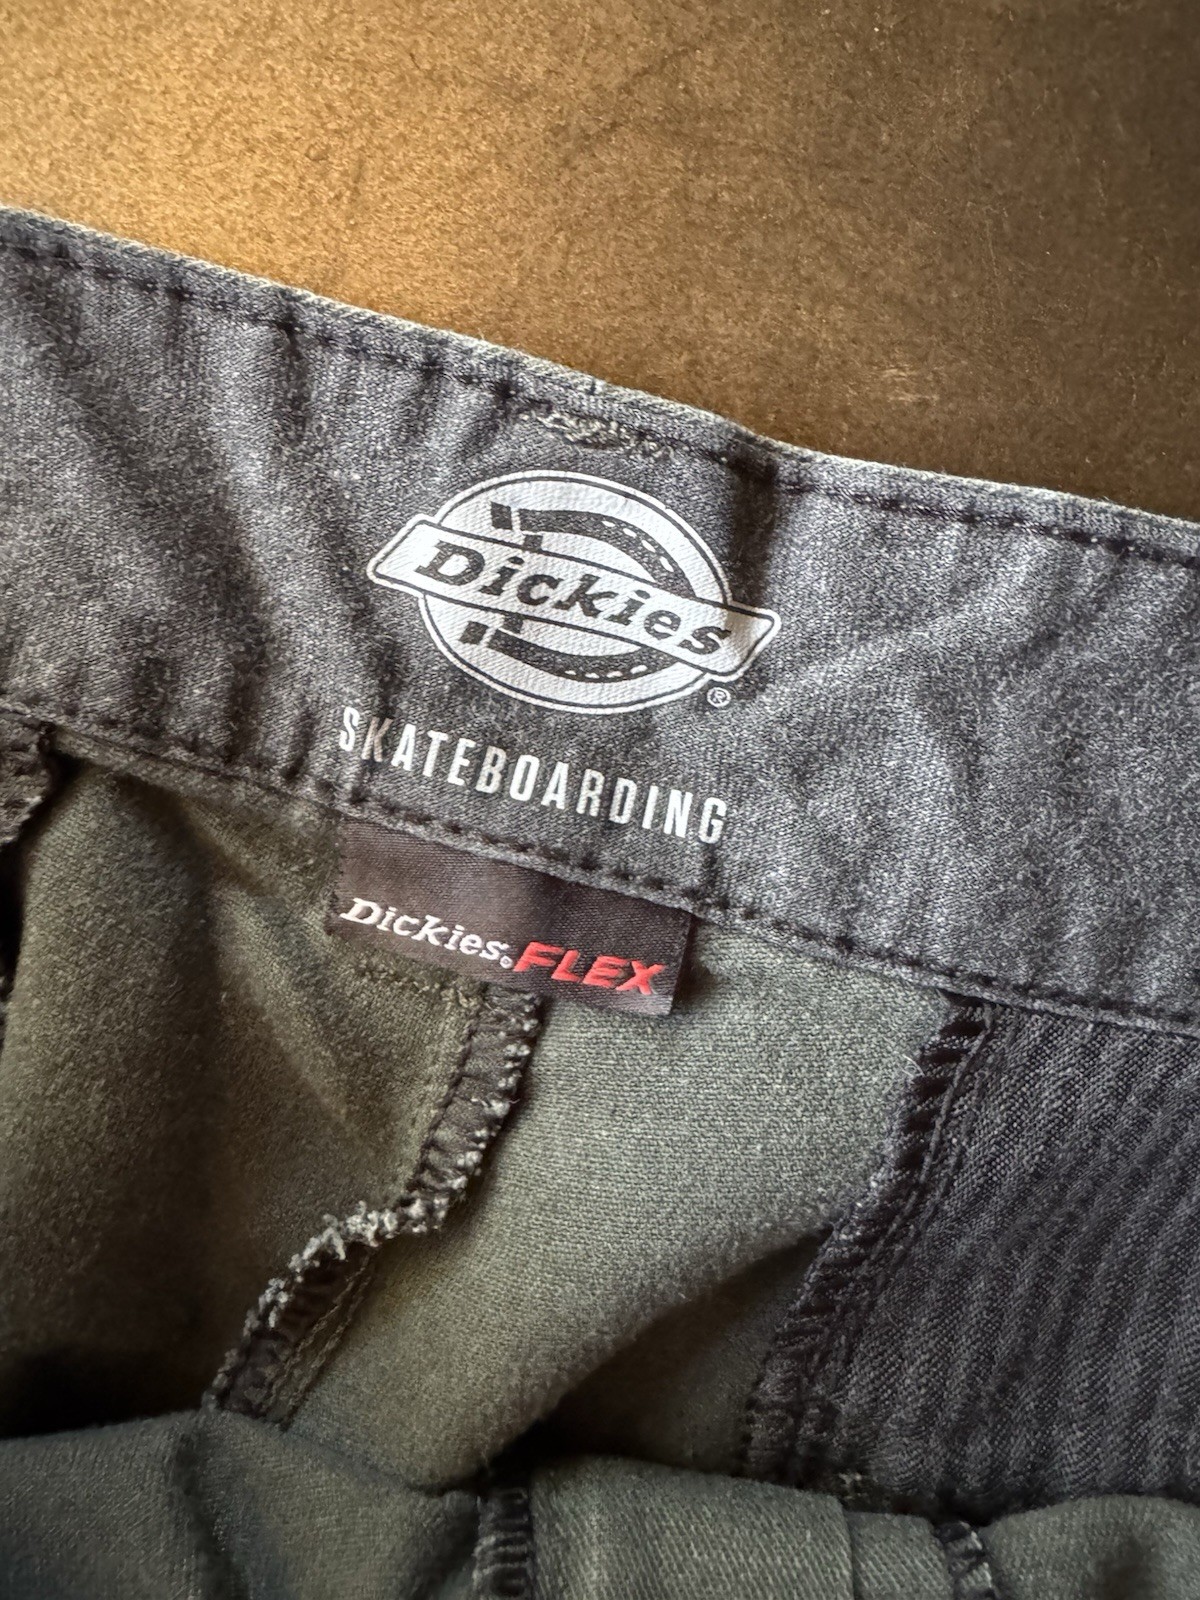 Dickies
®
SKATEBOARDING
Dickies® FLEX